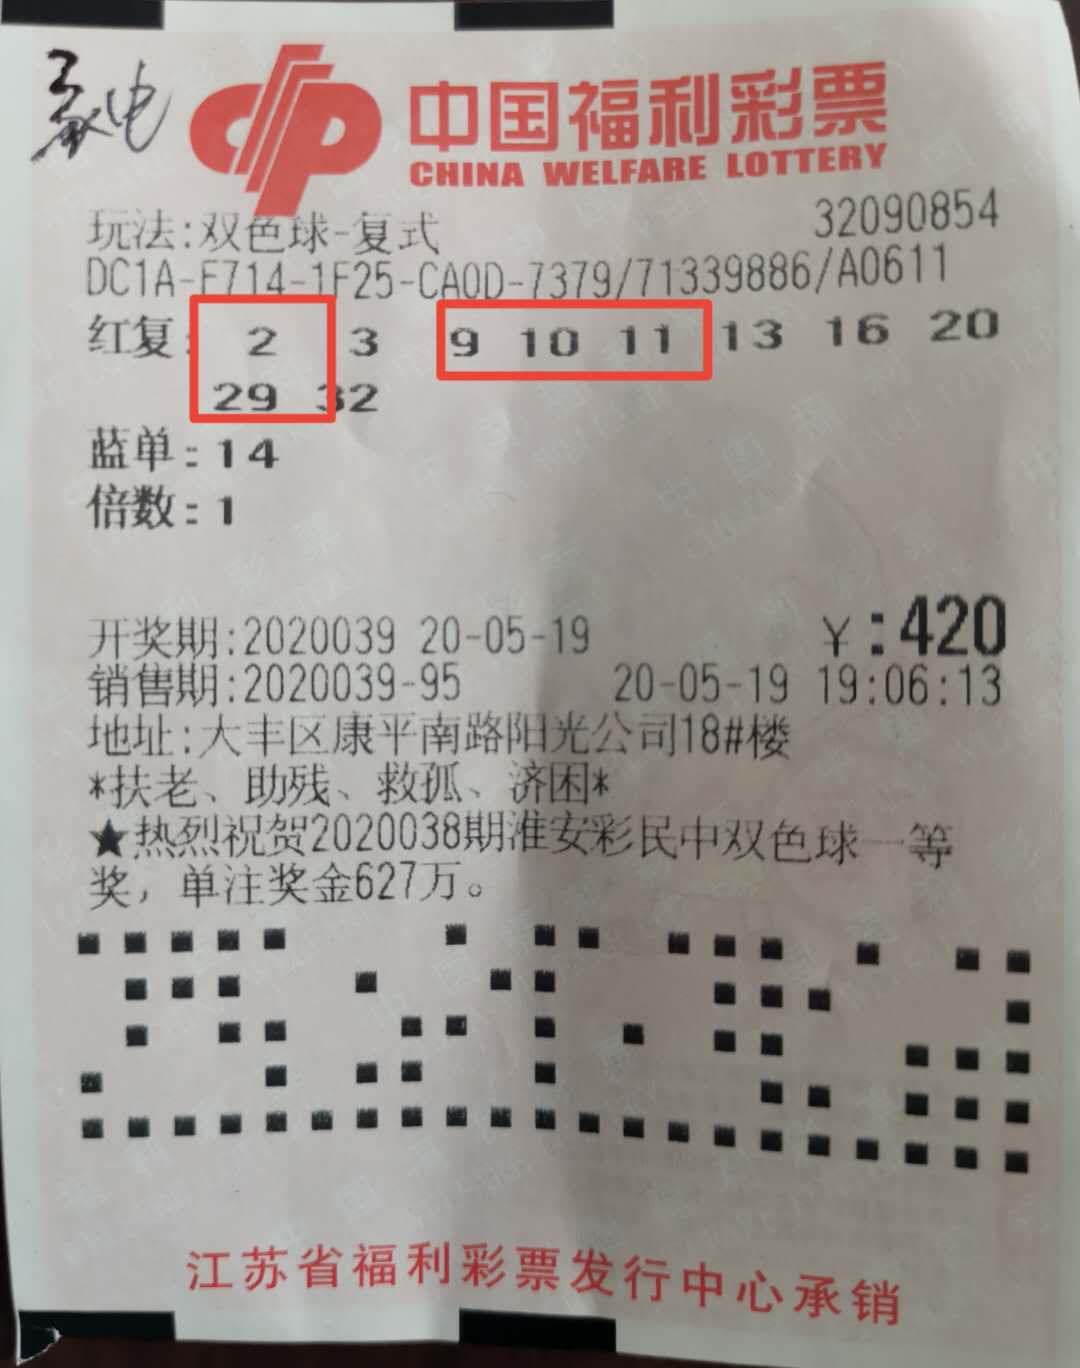 家电
中国福利彩票
CHINA WELFARE LOTTERY
玩法:双色球-复式 32090854
DC1A-F714-1F25-CA0D-7379/71339886/A0611
红复: 2 3 9 10 11 13 16 20
29 32
蓝单:14
倍数:1
开奖期:2020039 20-05-19 ¥:420
销售期:2020039-95 20-05-19 19:06:13
地址:大丰区康平南路阳光公司18#楼
*扶老、助残、救孤、济困*
★热烈祝贺2020038期淮安彩民中双色球一等
奖，单注奖金627万。
江苏省福利彩票发行中心承销